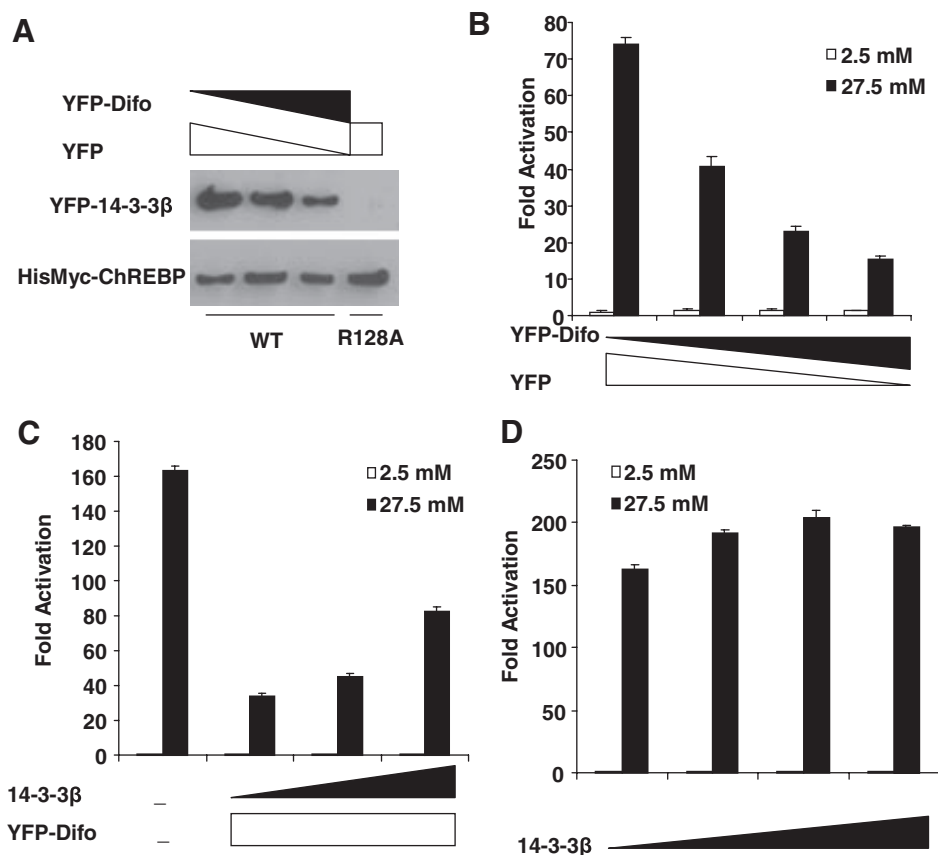 A
YFP-Difo
YFP
YFP-14-3-3β
HisMyc-ChREBP
WT
R128A
B
Fold Activation
80
70
60
50
40
30
20
10
0
2.5 mM
27.5 mM
YFP-Difo
YFP
C
Fold Activation
180
160
140
120
100
80
60
40
20
0
2.5 mM
27.5 mM
14-3-3β
–
YFP-Difo
–
D
Fold Activation
250
200
150
100
50
0
2.5 mM
27.5 mM
14-3-3β